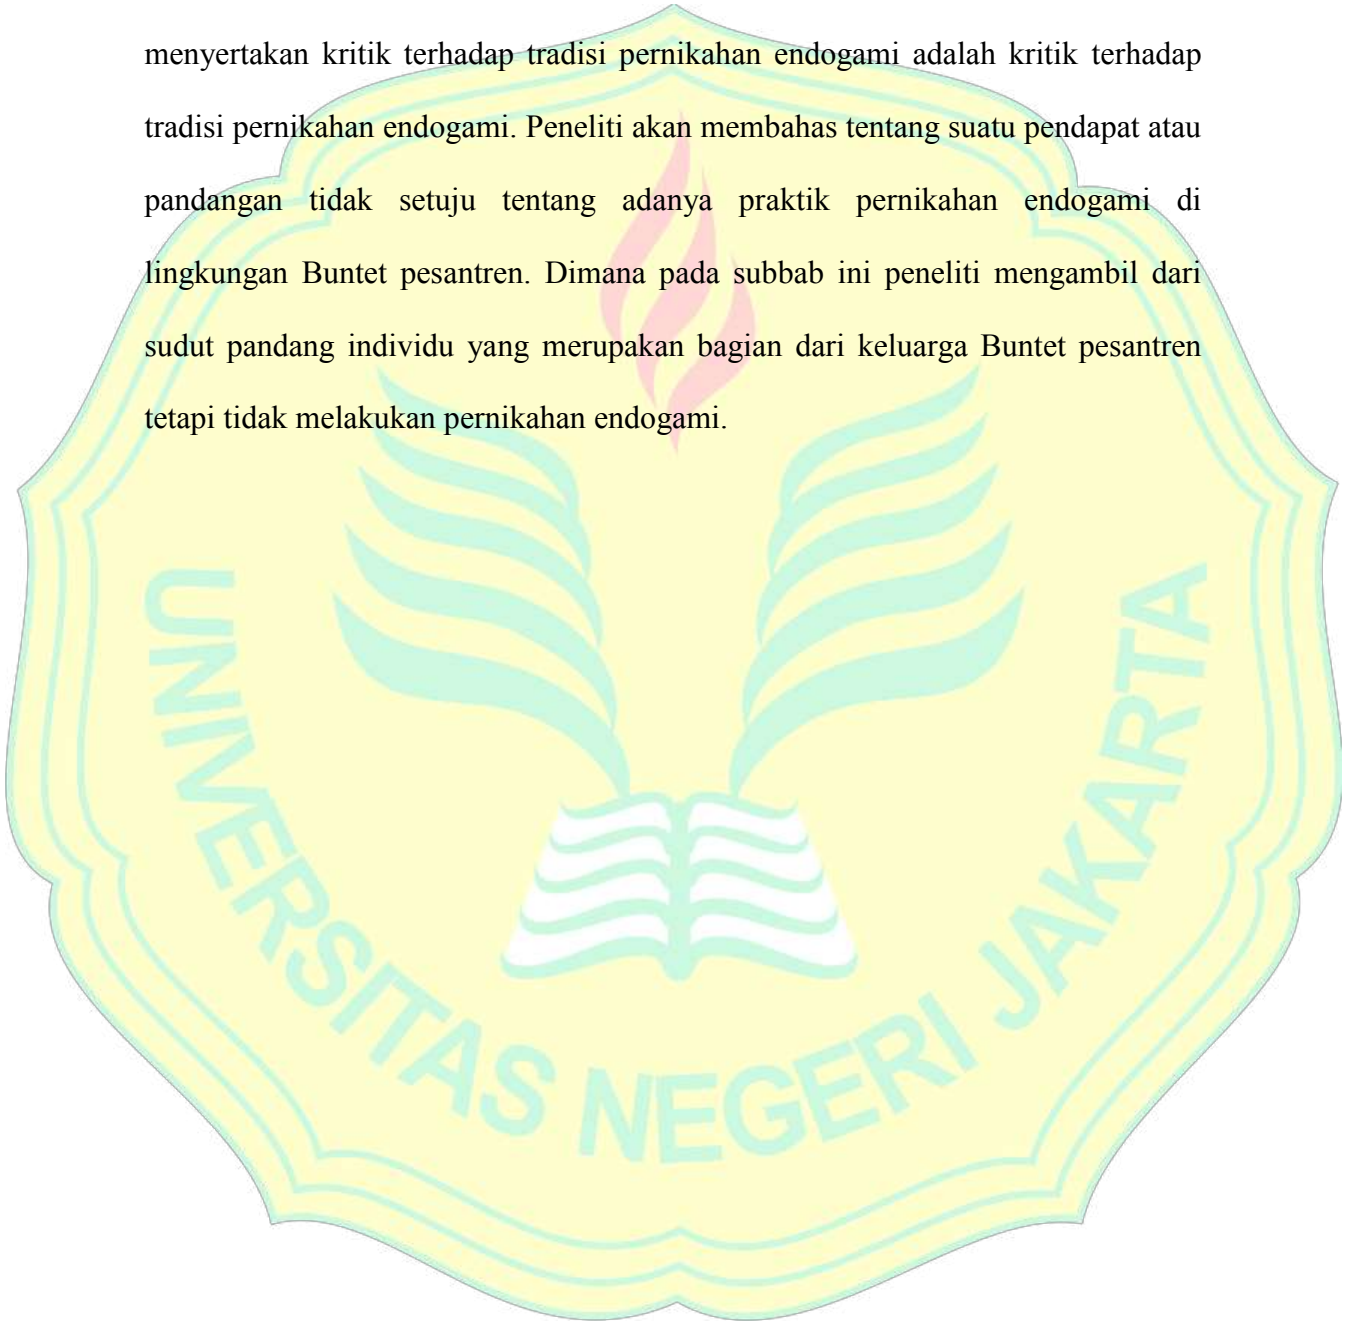 menyertakan kritik terhadap tradisi pernikahan endogami adalah kritik terhadap
tradisi pernikahan endogami. Peneliti akan membahas tentang suatu pendapat atau
pandangan tidak setuju tentang adanya praktik pernikahan endogami di
lingkungan Buntet pesantren. Dimana pada subbab ini peneliti mengambil dari
sudut pandang individu yang merupakan bagian dari keluarga Buntet pesantren
tetapi tidak melakukan pernikahan endogami.
UNIVERSITAS NEGERI JAKARTA